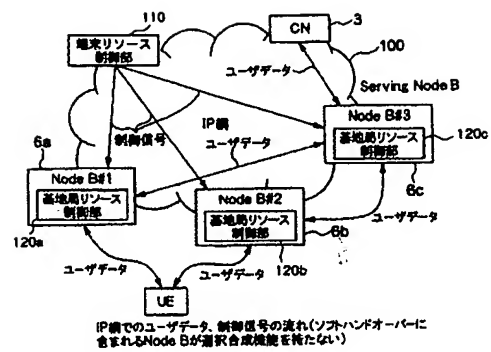 110
端末リソース
制御部
CN
3
100
ユーザデータ
Serving Node B
制御信号
IP網
ユーザデータ
Node B#3
基地局リソース
制御部
120c
6c
6a
Node B#1
基地局リソース
制御部
120a
Node B#2
基地局リソース
制御部
6b
120b
ユーザデータ
ユーザデータ
ユーザデータ
UE
IP網でのユーザデータ、制御信号の流れ(ソフトハンドオーバーに
含まれるNode Bが選択合成機能を持たない)